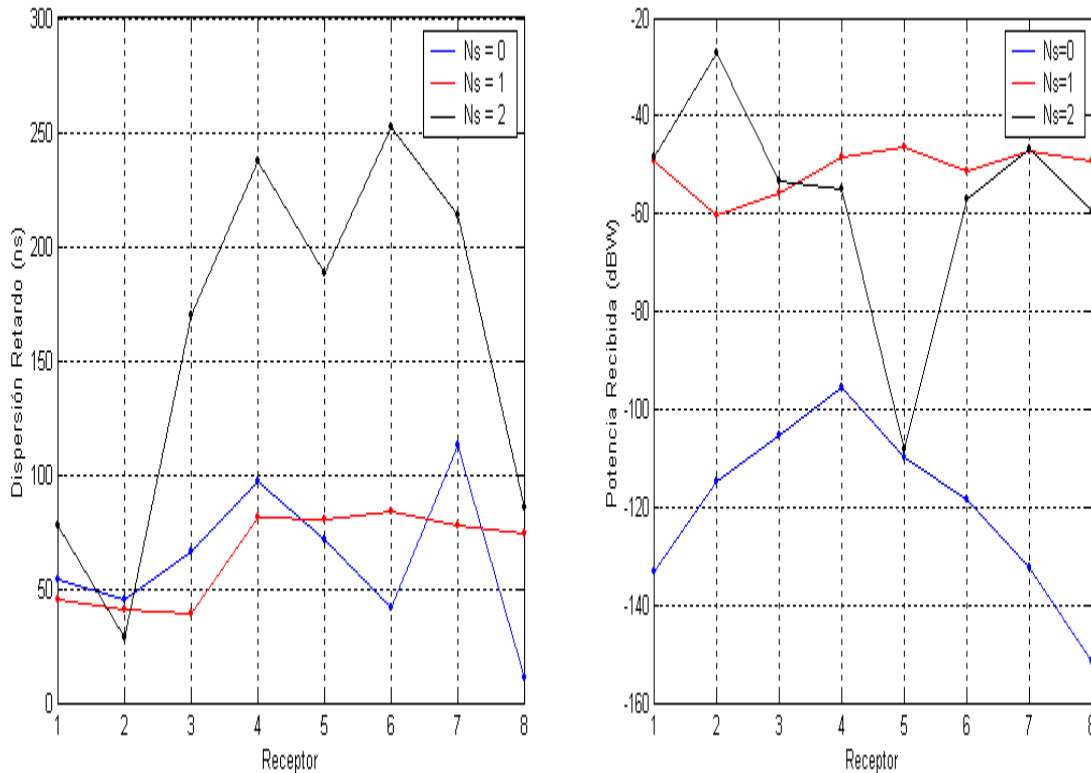 Dispersión Retardo (ns)
300
250
200
150
100
50
0
Ns = 0
Ns = 1
Ns = 2
1 2 3 4 5 6 7 8
Receptor
Potencia Recibida (dBW)
-20
-40
-60
-80
-100
-120
-140
-160
Ns=0
Ns=1
Ns=2
1 2 3 4 5 6 7 8
Receptor